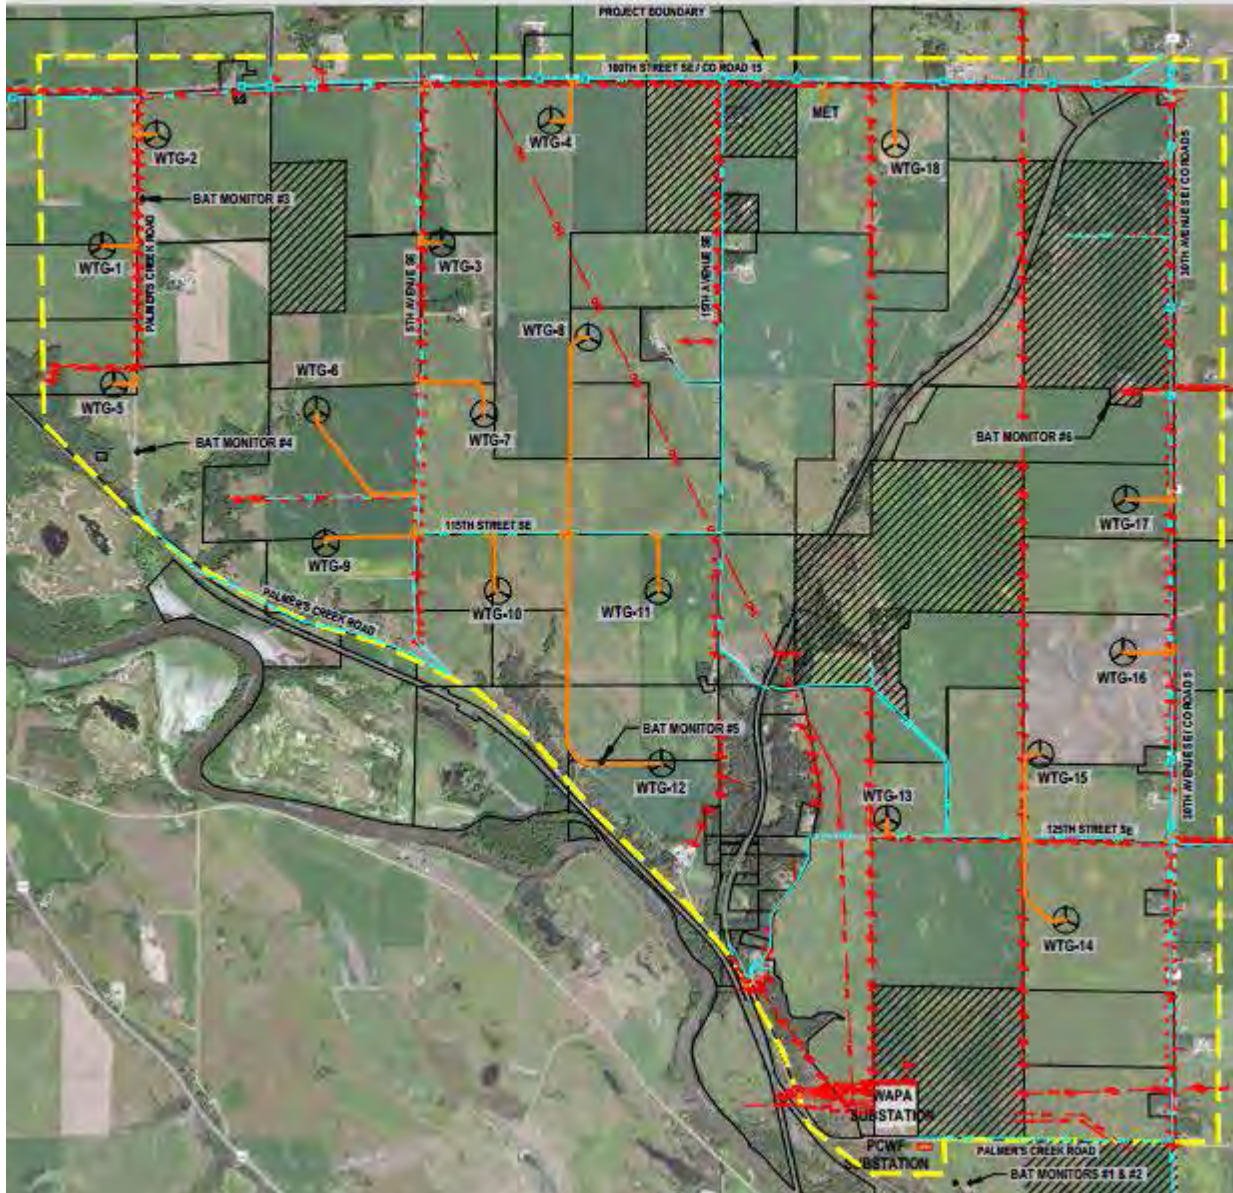 PROJECT BOUNDARY
100TH STREET SE / CO ROAD 15
MET
WTG-4
WTG-2
WTG-18
BAT MONITOR #3
PALMER'S CREEK ROAD
WTG-1
WTG-3
5TH AVENUE SE
15TH AVENUE SE
30TH AVENUE SE / CO ROAD 5
WTG-8
WTG-6
WTG-5
WTG-7
BAT MONITOR #4
BAT MONITOR #6
WTG-17
115TH STREET SE
WTG-9
WTG-10
WTG-11
PALMER'S CREEK ROAD
WTG-16
30TH AVENUE SE / CO ROAD 5
BAT MONITOR #5
WTG-12
WTG-15
WTG-13
125TH STREET SE
WTG-14
WAPA
SUBSTATION
PCWF
SUBSTATION
PALMER'S CREEK ROAD
BAT MONITORS #1 & #2